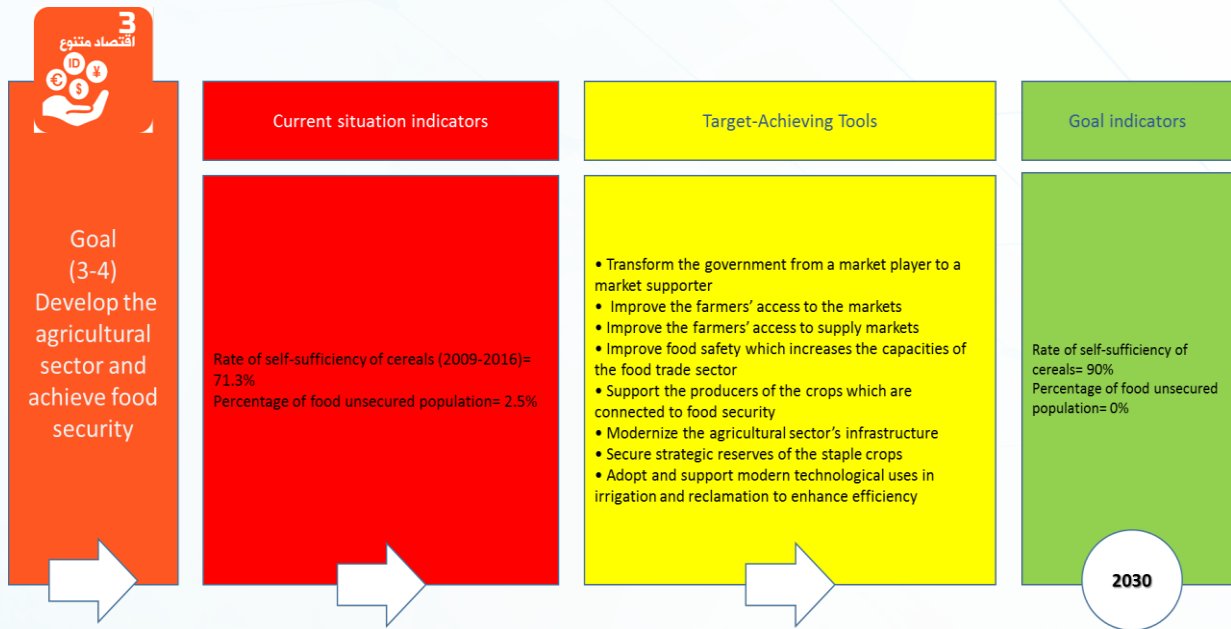 3
اقتصاد متنوع
ID
€
¥
$
Goal
(3-4)
Develop the
agricultural
sector and
achieve food
security
Current situation indicators
Rate of self-sufficiency of cereals (2009-2016)=
71.3%
Percentage of food unsecured population= 2.5%
Target-Achieving Tools
• Transform the government from a market player to a
market supporter
• Improve the farmers’ access to the markets
• Improve the farmers’ access to supply markets
• Improve food safety which increases the capacities of
the food trade sector
• Support the producers of the crops which are
connected to food security
• Modernize the agricultural sector’s infrastructure
• Secure strategic reserves of the staple crops
• Adopt and support modern technological uses in
irrigation and reclamation to enhance efficiency
Goal indicators
Rate of self-sufficiency of
cereals= 90%
Percentage of food unsecured
population= 0%
2030